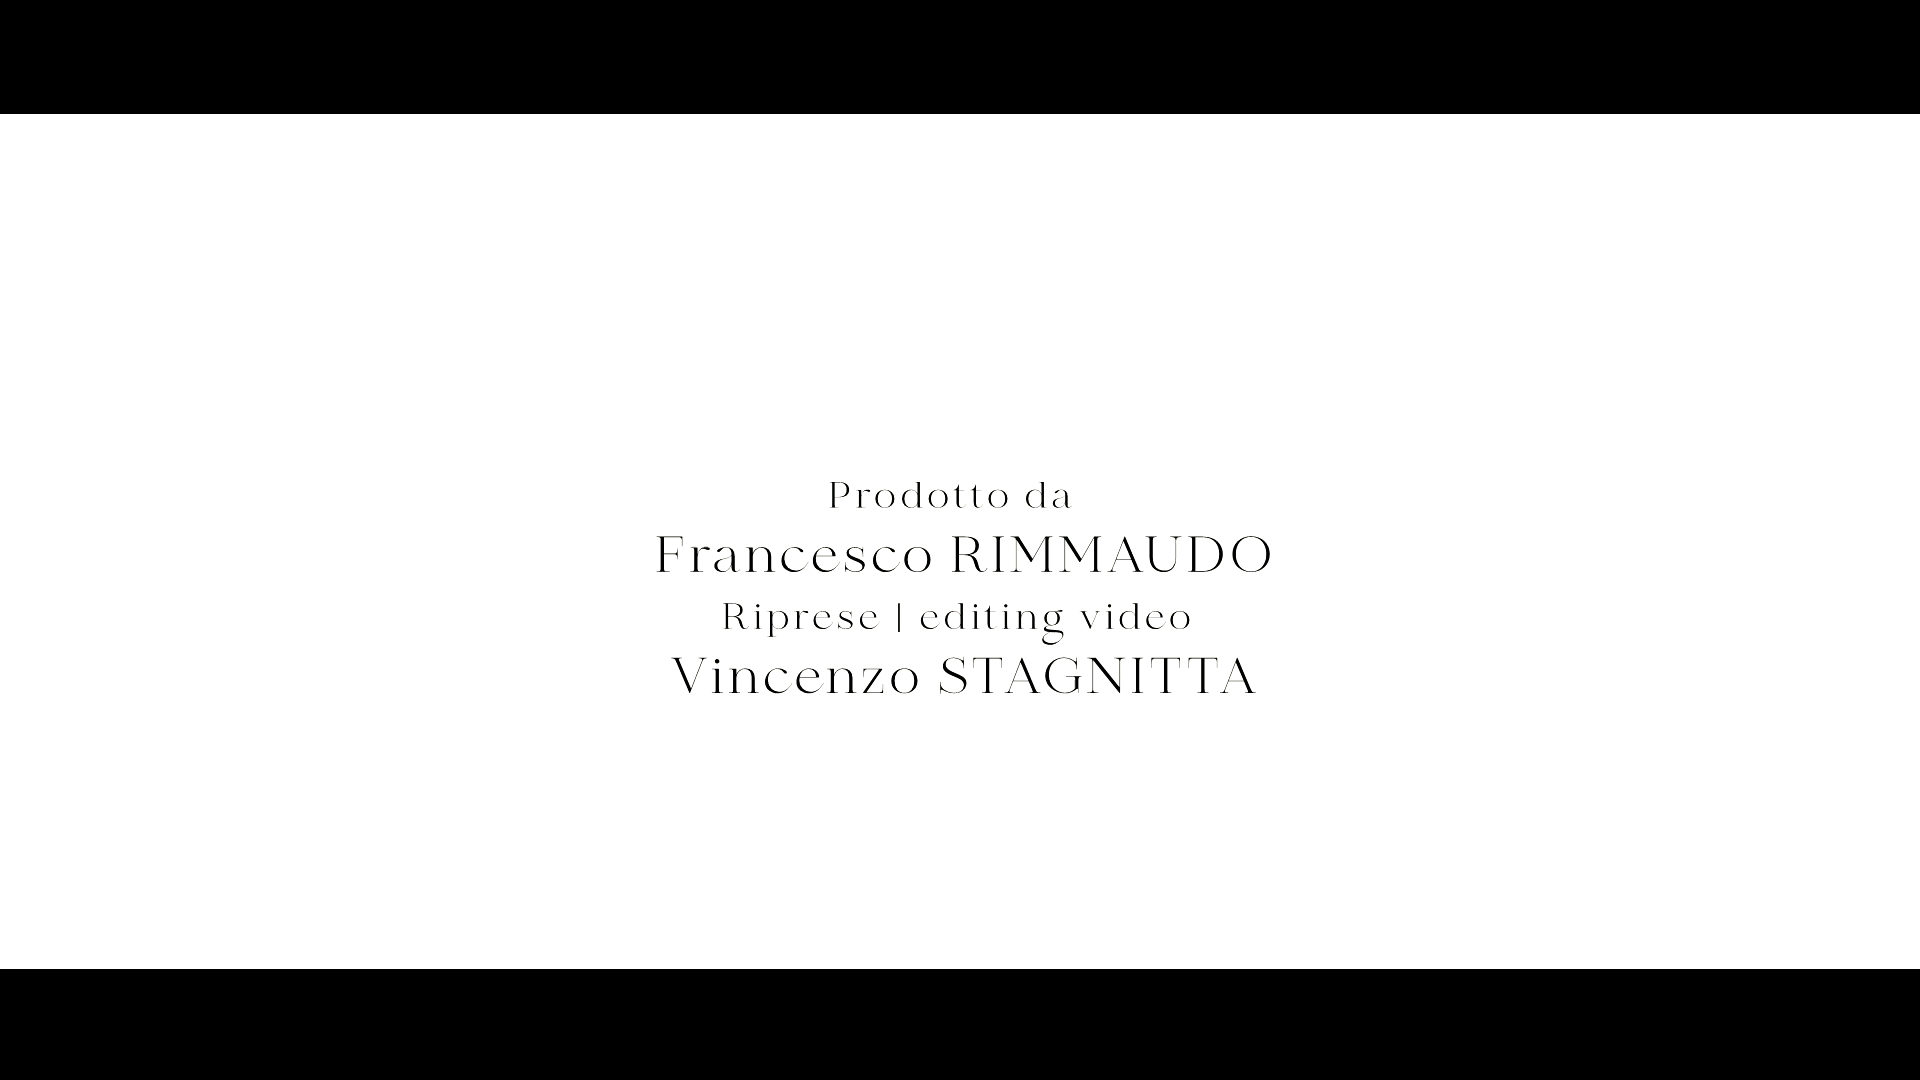 Prodotto da
Francesco RIMMAUDO
Riprese | editing video
Vincenzo STAGNITTA